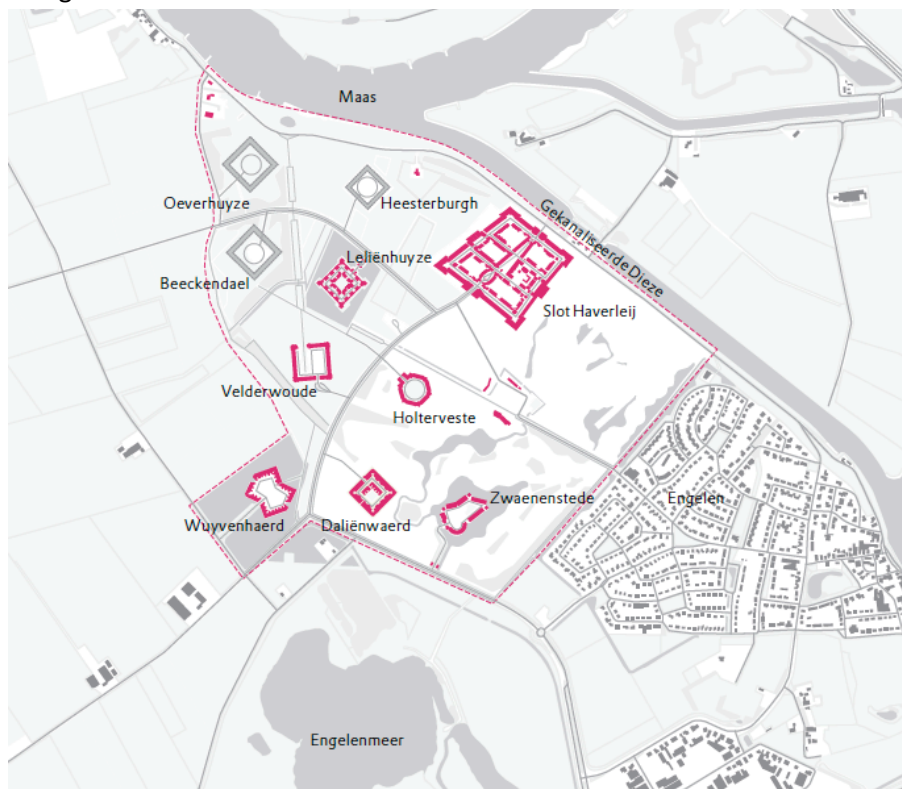 Maas
Oeverhuyze
Heesterburgh
Gekanaliseerde Dieze
Leliënhuyze
Beeckendael
Slot Haverleij
Velderwoude
Holterveste
Zwaenenstede
Engelen
Wuyvenhaerd
Daliënwaerd
Engelenmeer